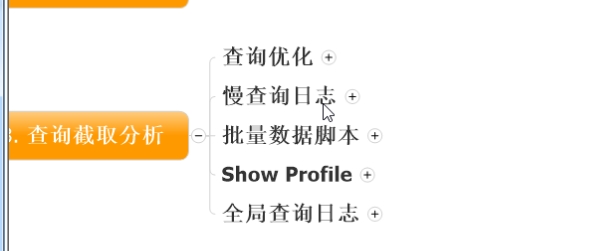 查询优化
慢查询日志
3. 查询截取分析
批量数据脚本
Show Profile
全局查询日志